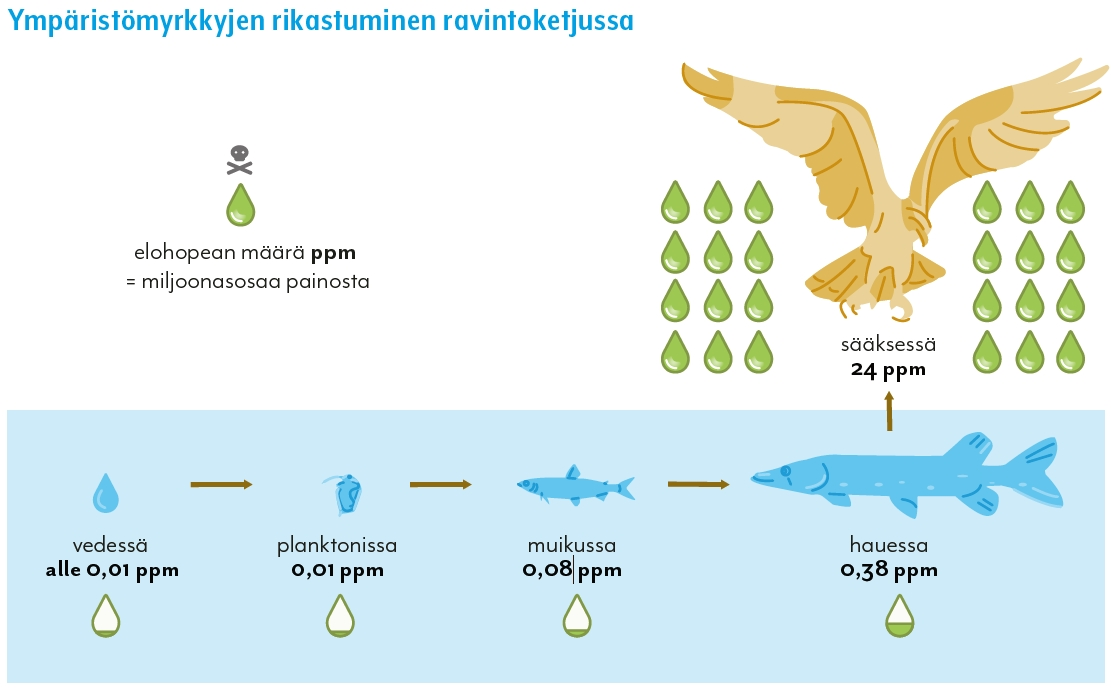 Ympäristömyrkkyjen rikastuminen ravintoketjussa
elohopean määrä ppm
= miljoonasosaa painosta
sääksessä
24 ppm
vedessä
alle 0,01 ppm
planktonissa
0,01 ppm
muikussa
0,08 ppm
hauessa
0,38 ppm